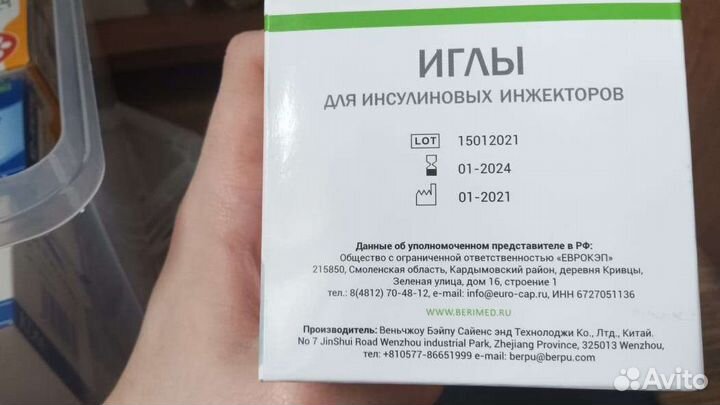 ИГЛЫ
ДЛЯ ИНСУЛИНОВЫХ ИНЖЕКТОРОВ
LOT 15012021
01-2024
01-2021
Данные об уполномоченном представителе в РФ:
Общество с ограниченной ответственностью «ЕВРОКЭП»
215850, Смоленская область, Кардымовский район, деревня Кривцы,
Зеленая улица, дом 16, строение 1
тел.: 8(4812) 70-48-12, e-mail: info@euro-cap.ru, ИНН 6727051136
WWW.BERIMED.RU
Производитель: Веньчжоу Бэйпу Сайенс энд Технолоджи Ко., Лтд., Китай.
No 7 JinShui Road Wenzhou industrial Park, Zhejiang Province, 325013 Wenzhou,
тел: +810577-86651999 e-mail: berpu@berpu.com
Avito